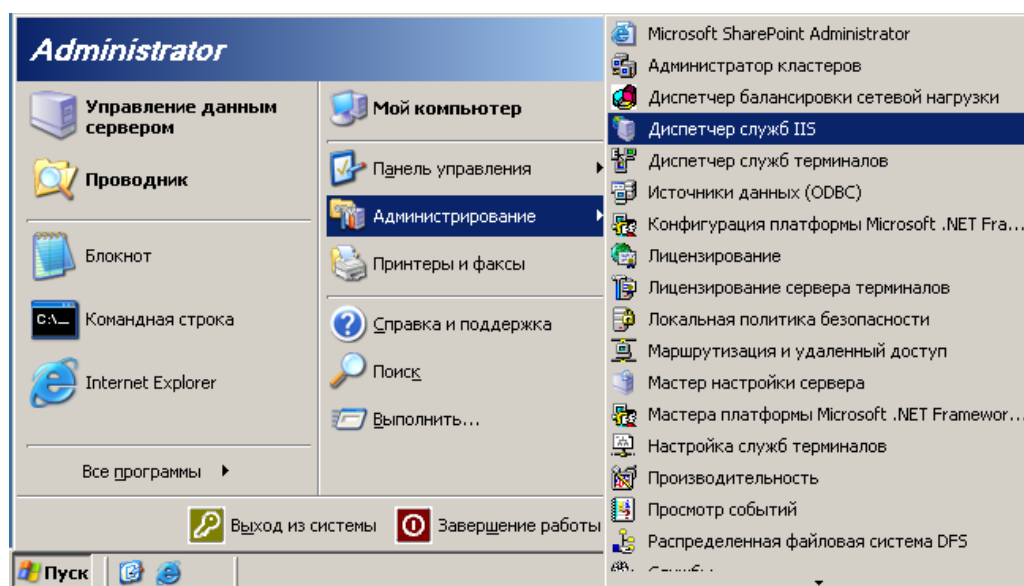 Administrator
Управление данным
сервером
Проводник
Блокнот
Командная строка
Internet Explorer
Все программы
Мой компьютер
Панель управления
Администрирование
Принтеры и факсы
Справка и поддержка
Поиск
Выполнить...
Выход из системы
Завершение работы
Пуск
Microsoft SharePoint Administrator
Администратор кластеров
Диспетчер балансировки сетевой нагрузки
Диспетчер служб IIS
Диспетчер служб терминалов
Источники данных (ODBC)
Конфигурация платформы Microsoft .NET Fra...
Лицензирование
Лицензирование сервера терминалов
Локальная политика безопасности
Маршрутизация и удаленный доступ
Мастер настройки сервера
Мастера платформы Microsoft .NET Framewor...
Настройка служб терминалов
Производительность
Просмотр событий
Распределенная файловая система DFS